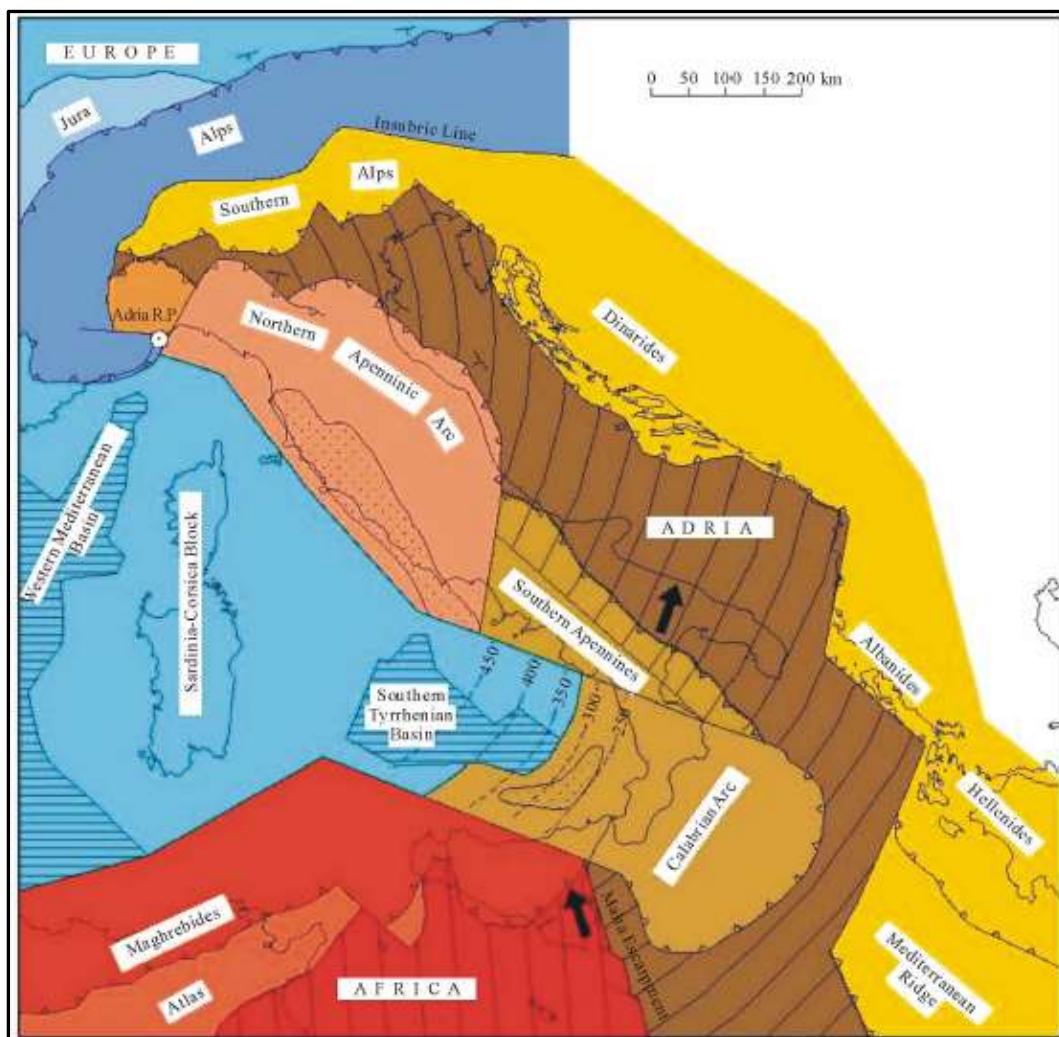 EUROPE
0 50 100 150 200 km
Jura
Alps
Insubric Line
Alps
Southern
Adria R.P.
Northern
Apenninic
Arc
Dinarides
Western Mediterranean
Basin
Sardinia-Corsica Block
ADRIA
Southern Apennines
Albanides
450
400
350
300
250
Southern
Tyrrhenian
Basin
Calabrian Arc
Hellenides
Maghrebides
Atlas
AFRICA
Malta Escarpment
Mediterranean
Ridge